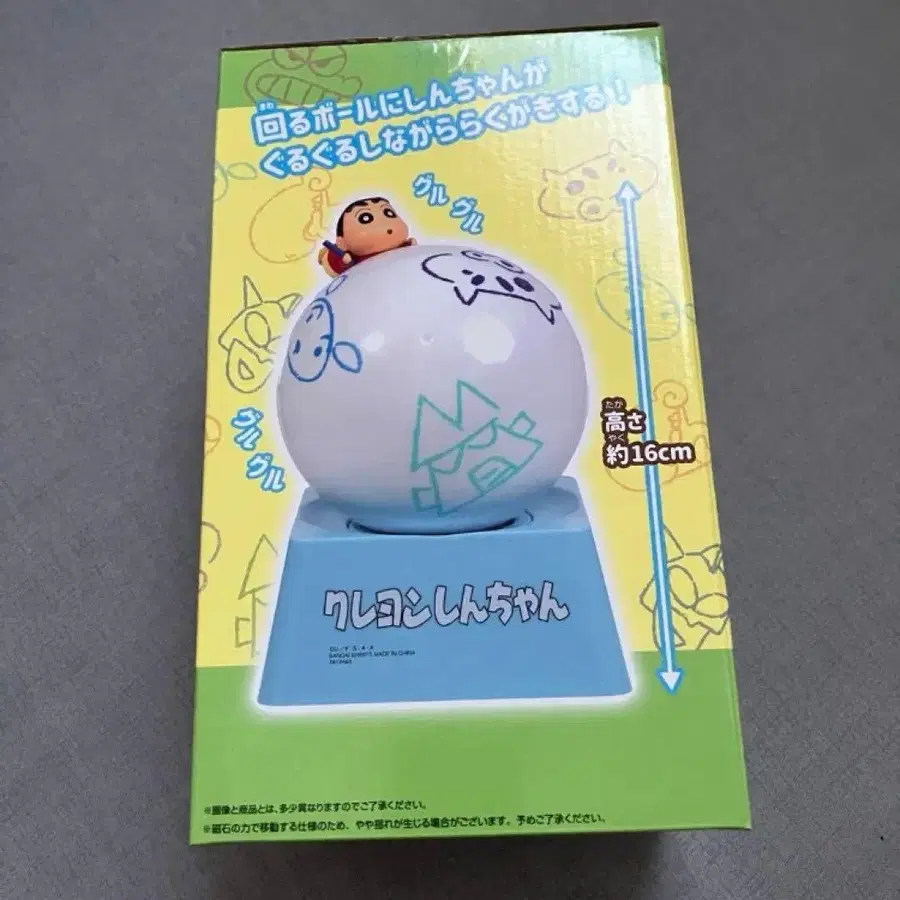 回るボールにしんちゃんが
ぐるぐるしながららくがきする!
グル グル
高さ
約16cm
グル グル
クレヨンしんちゃん
MADE IN CHINA
※画像と商品とは、多少異なりますのでご了承ください。
※磁石の力で移動する仕様のため、やや揺れが生じる場合がございます。予めご了承ください。